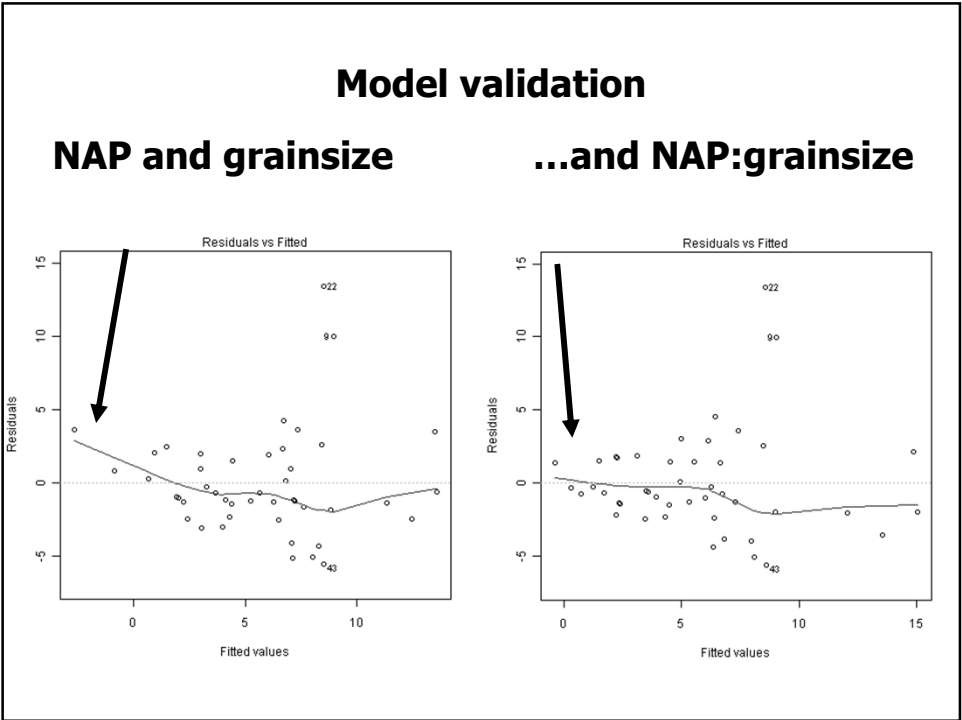 Model validation
NAP and grainsize
...and NAP:grainsize
Residuals vs Fitted
15
10
5
0
-5
Residuals
22
9
43
0
5
10
Fitted values
Residuals vs Fitted
15
10
5
0
-5
Residuals
22
9
43
0
5
10
15
Fitted values